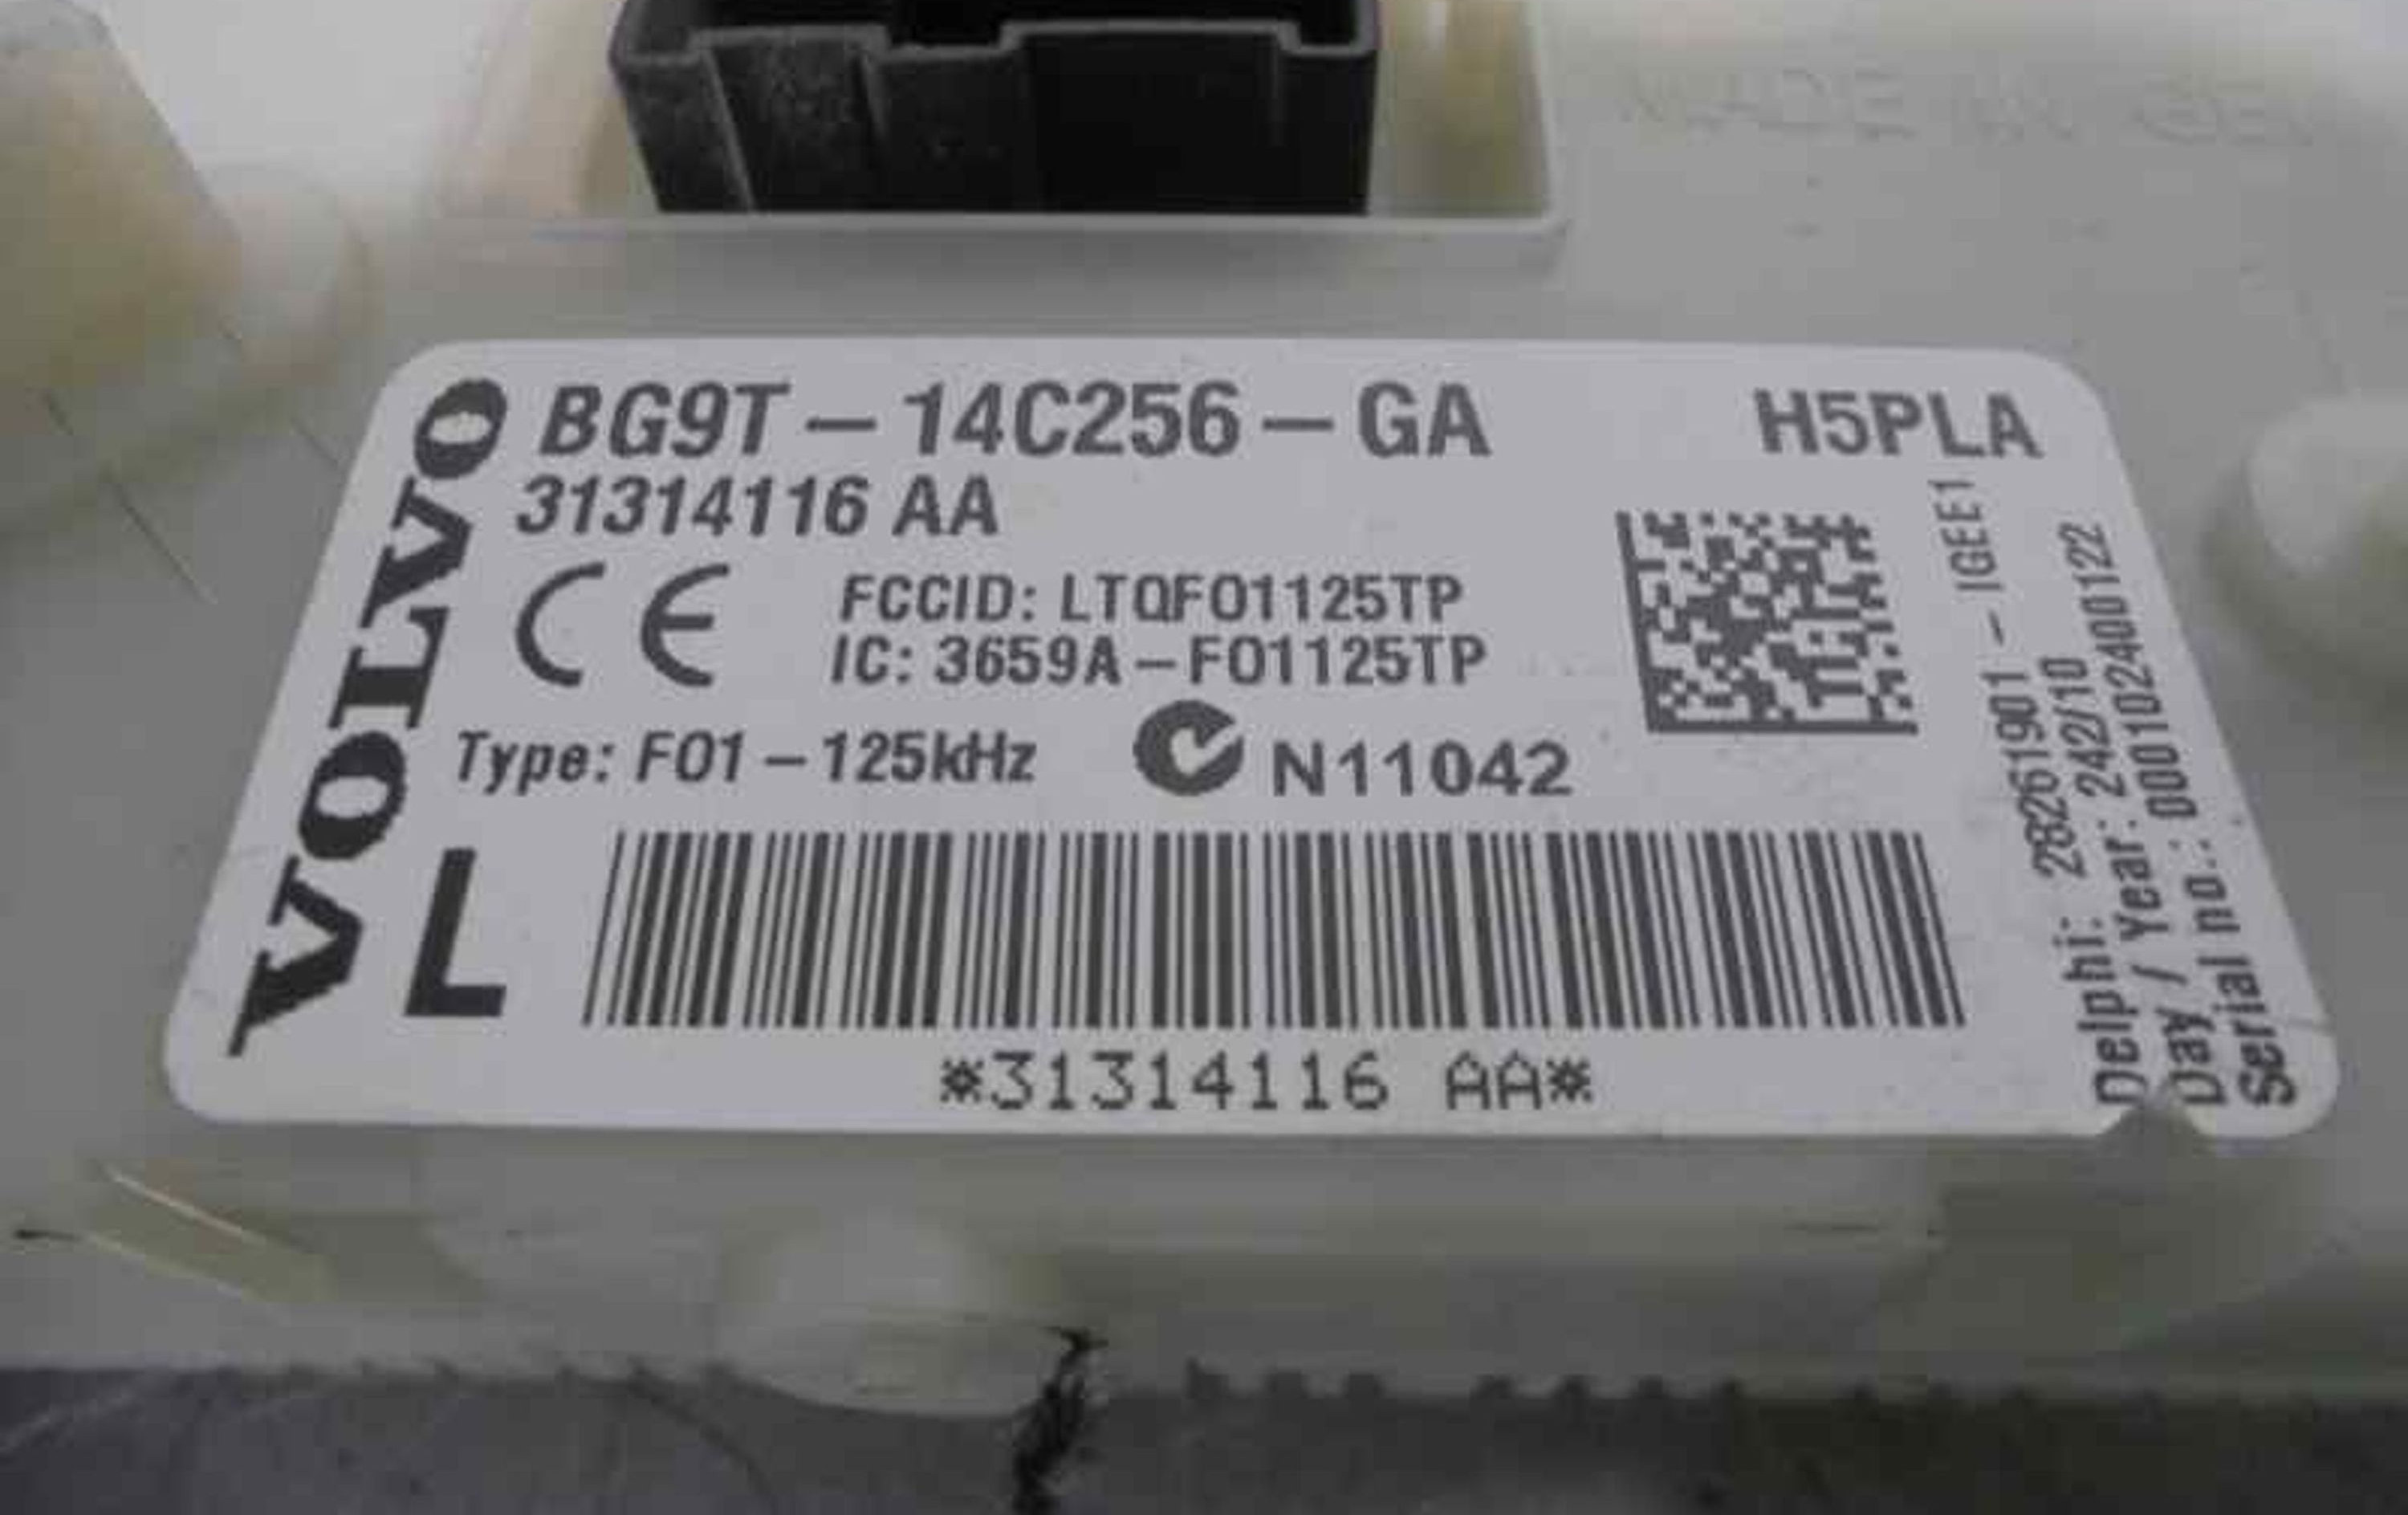 VOLVO
BG9T-14C256-GA
H5PLA
31314116 AA
CE
FCCID: LTQFO1125TP
IC: 3659A-FO1125TP
Type: FO1-125kHz
N11042
L
*31314116 AA*
Delphi: 28261901 - IGEE1
Day / Year: 242/10
Serial no.: 000102400122